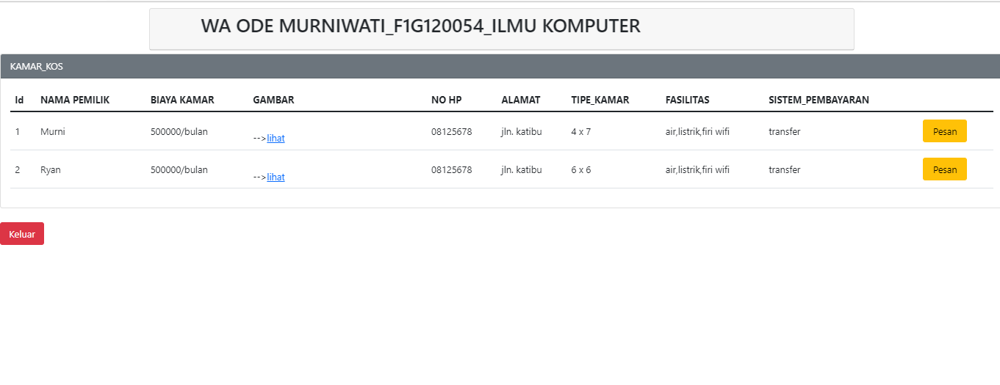 WA ODE MURNIWATI_F1G120054_ILMU KOMPUTER
KAMAR_KOS
Id NAMA PEMILIK BIAYA KAMAR GAMBAR NO HP ALAMAT TIPE_KAMAR FASILITAS SISTEM_PEMBAYARAN
1 Murni 500000/bulan -->lihat 08125678 jln. katibu 4 x 7 air,listrik,firi wifi transfer Pesan
2 Ryan 500000/bulan -->lihat 08125678 jln. katibu 6 x 6 air,listrik,firi wifi transfer Pesan
Keluar